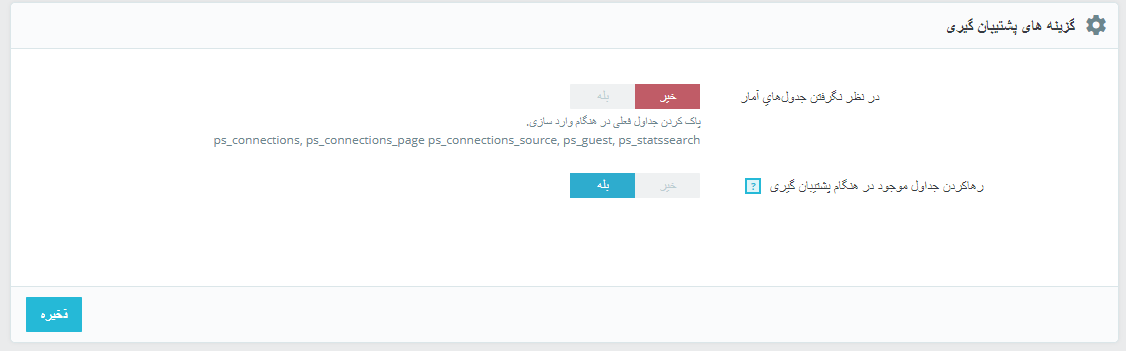 گزینه های پشتیبان گیری
در نظر نگرفتن جدول‌هاي آمار
خیر
بله
پاک کردن جداول فعلی در هنگام وارد سازی.
ps_connections, ps_connections_page ps_connections_source, ps_guest, ps_statssearch
رهاکردن جداول موجود در هنگام پشتیبان گیری ?
خیر
بله
ذخیره